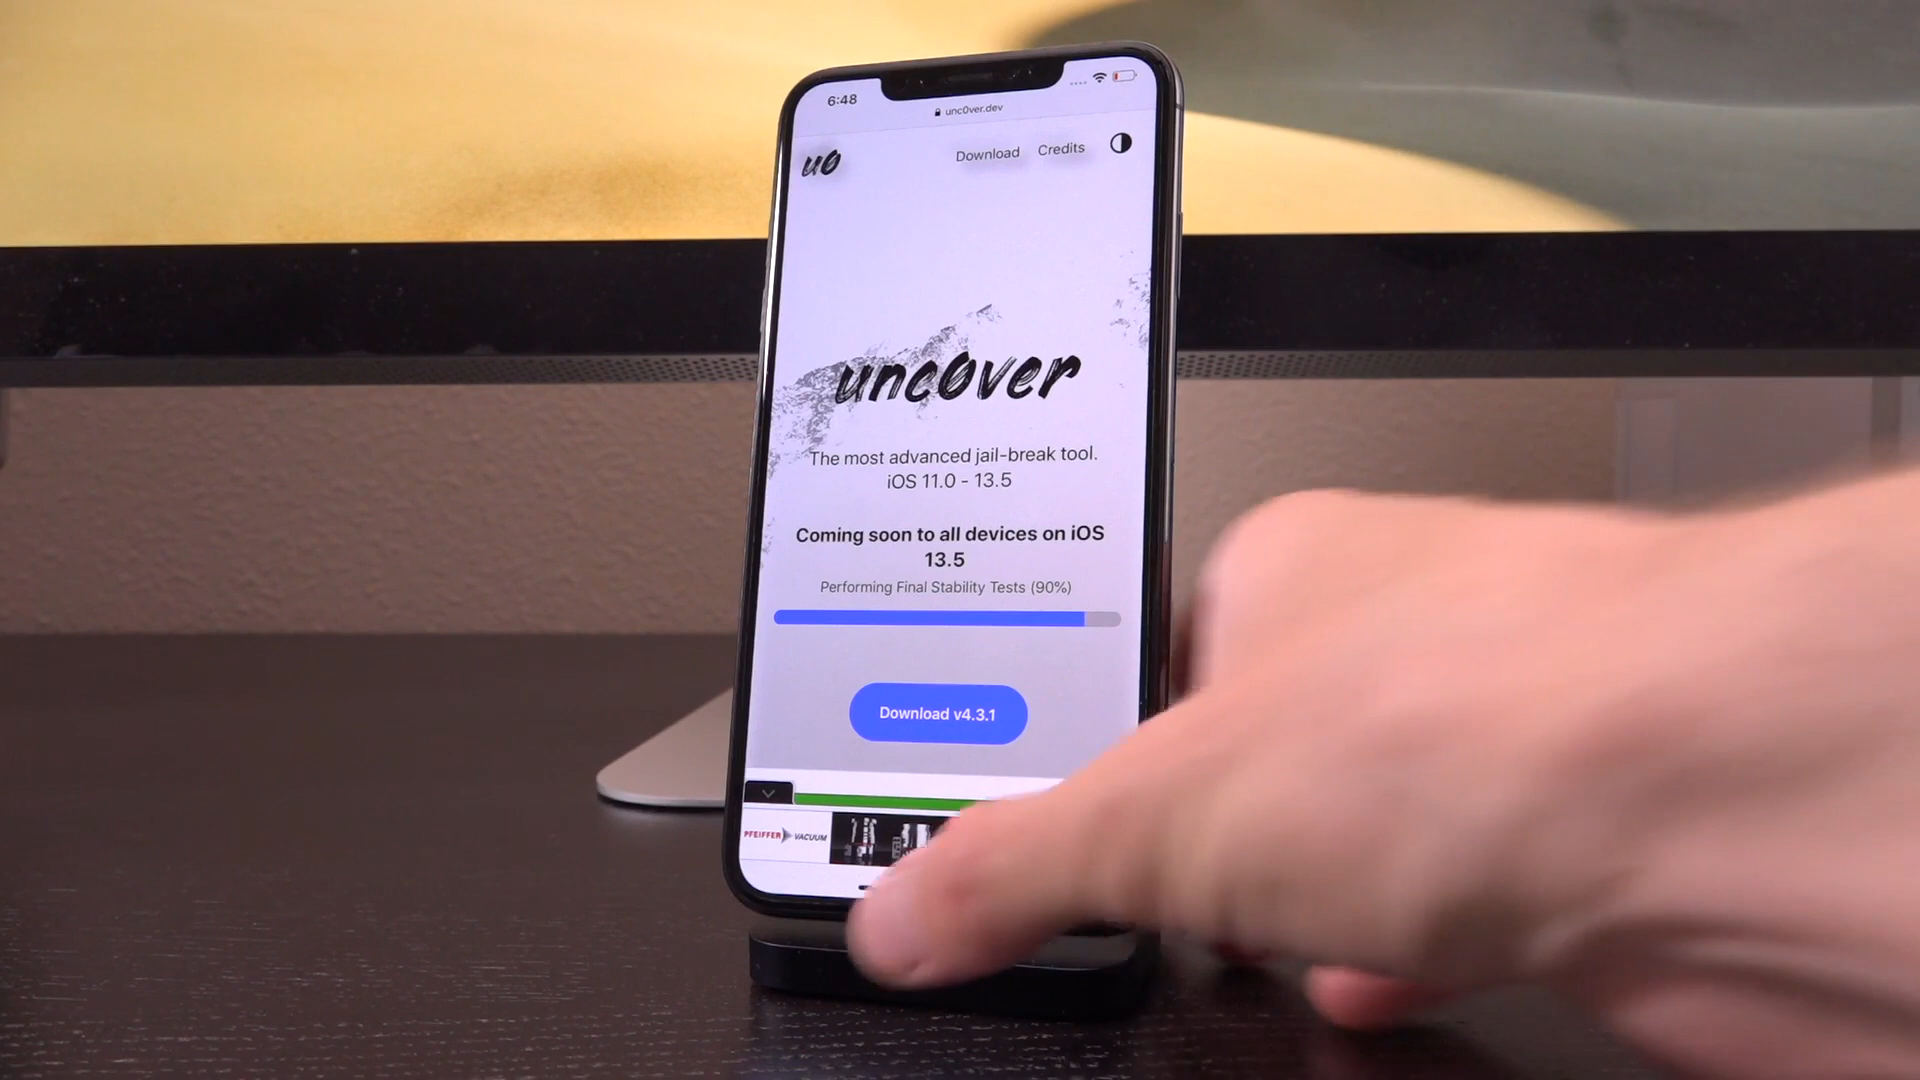 6:48
unc0ver.dev
u0
Download Credits
unc0ver
The most advanced jail-break tool.
iOS 11.0 - 13.5
Coming soon to all devices on iOS
13.5
Performing Final Stability Tests (90%)
Download v4.3.1
PFEIFFER VACUUM